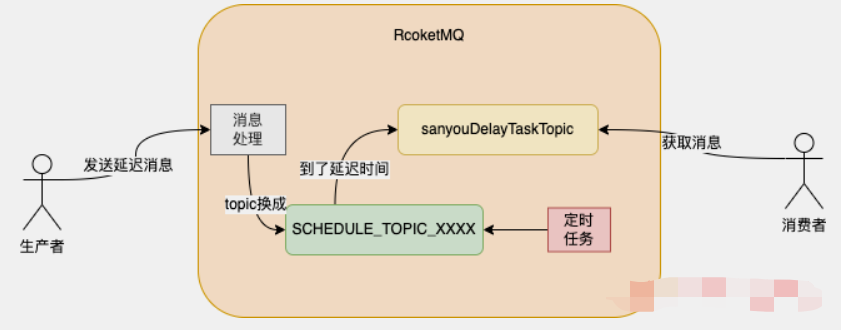 RcoketMQ
消息
处理
sanyouDelayTaskTopic
发送延迟消息
获取消息
到了延迟时间
topic换成
SCHEDULE_TOPIC_XXXX
定时
任务
生产者
消费者